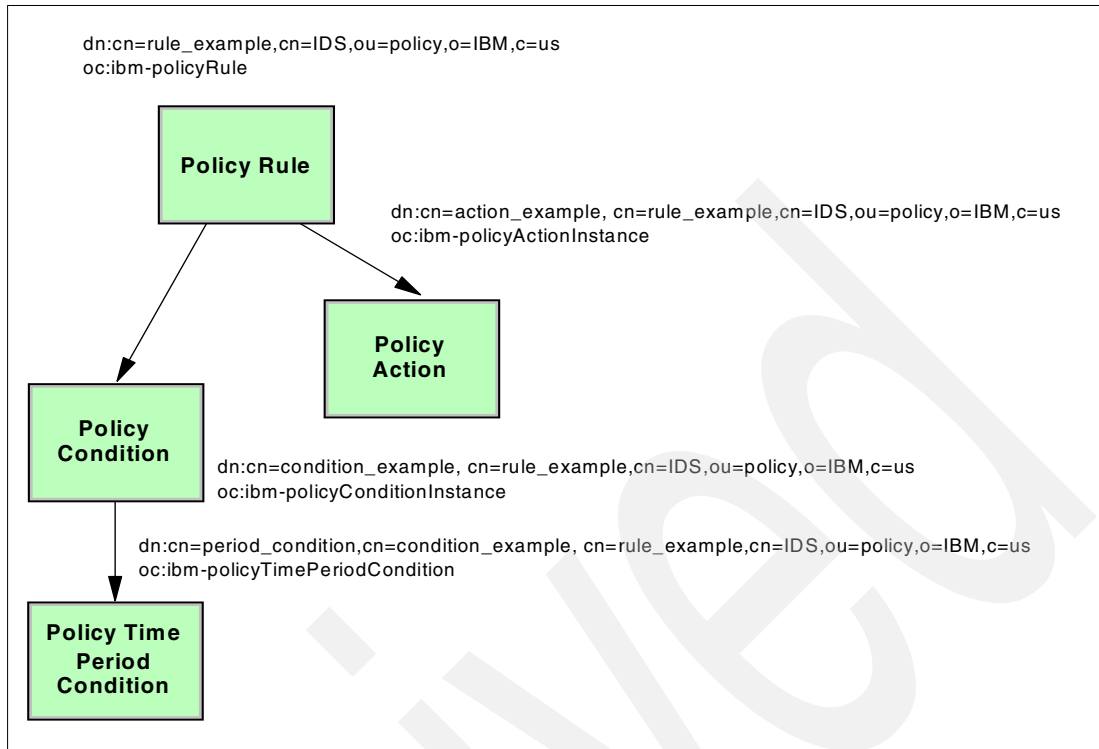 dn:cn=rule_example,cn=IDS,ou=policy,o=IBM,c=us
oc:ibm-policyRule
Policy Rule
dn:cn=action_example, cn=rule_example,cn=IDS,ou=policy,o=IBM,c=us
oc:ibm-policyActionInstance
Policy
Action
Policy
Condition
dn:cn=condition_example, cn=rule_example,cn=IDS,ou=policy,o=IBM,c=us
oc:ibm-policyConditionInstance
dn:cn=period_condition,cn=condition_example, cn=rule_example,cn=IDS,ou=policy,o=IBM,c=us
oc:ibm-policyTimePeriodCondition
Policy Time
Period
Condition
ived